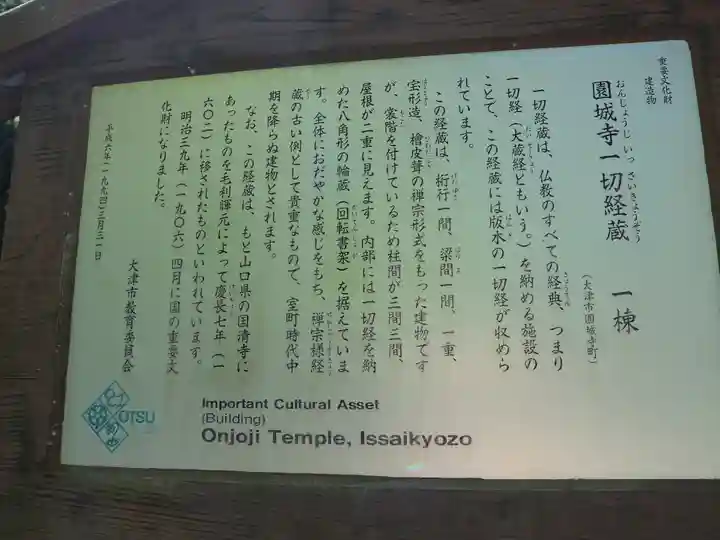 重要文化財
建造物
園城寺一切経蔵 一棟
おんじょうじ いっさいきょうぞう
(大津市園城寺町)
一切経蔵は、仏教のすべての経典、つまり
一切経(大蔵経ともいう。)を納める施設の
ことで、この経蔵には版木の一切経が収めら
れています。
この経蔵は、桁行一間、梁間一間、一重、
宝形造、檜皮葺の禅宗形式をもった建物です
が、裳階を付けているため柱間が三間三間、
屋根が二重に見えます。内部には一切経を納
めた八角形の輪蔵(回転書架)を据えていま
す。全体におだやかな感じをもち、禅宗様経
蔵の古い例として貴重なもので、室町時代中
期を降らぬ建物とされます。
なお、この経蔵は、もと山口県の国清寺に
あったものを毛利輝元によって慶長七年(一
六〇二)に移されたものといわれています。
明治三九年(一九〇六)四月に国の重要文
化財になりました。
平成六年(一九九四)三月三一日
大津市教育委員会
OTSU
Important Cultural Asset
(Building)
Onjoji Temple, Issaikyozo